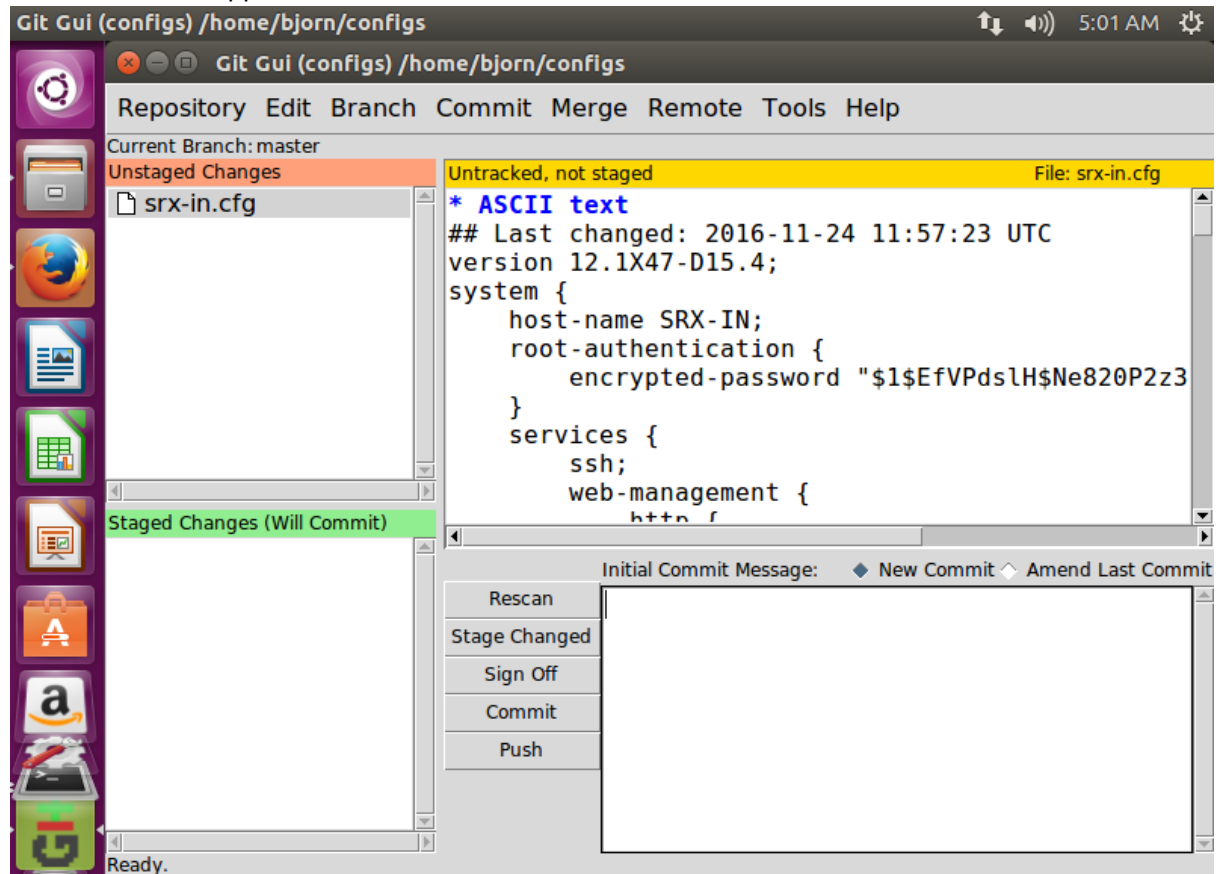 Git Gui (configs) /home/bjorn/configs 5:01 AM
Git Gui (configs) /home/bjorn/configs
Repository Edit Branch Commit Merge Remote Tools Help
Current Branch: master
Unstaged Changes
srx-in.cfg
Untracked, not staged File: srx-in.cfg
* ASCII text
## Last changed: 2016-11-24 11:57:23 UTC
version 12.1X47-D15.4;
system {
    host-name SRX-IN;
    root-authentication {
        encrypted-password "$1$EfVPdslH$Ne820P2z3
    }
    services {
        ssh;
        web-management {
            http {
Staged Changes (Will Commit)
Initial Commit Message: New Commit Amend Last Commit
Rescan
Stage Changed
Sign Off
Commit
Push
Ready.